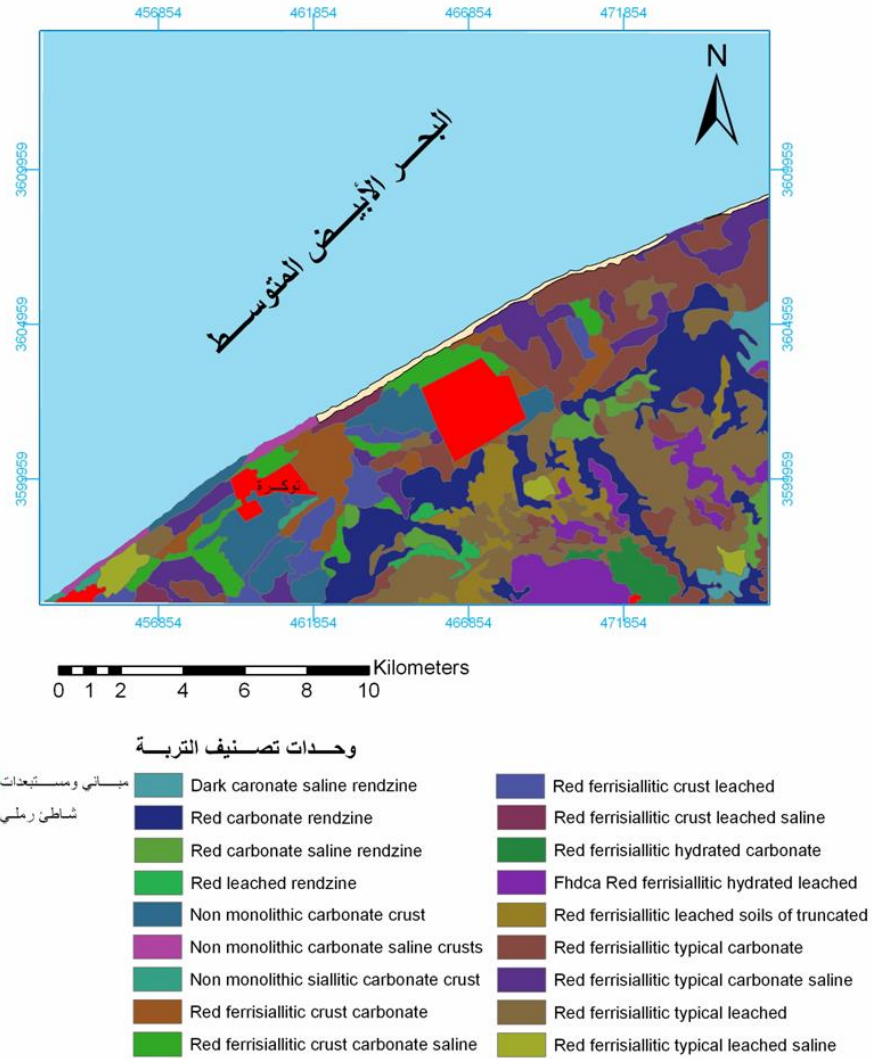 456854 461854 466854 471854
N
3609959 3609959
البحر الأبيض المتوسط
3604959 3604959
توكرة
3599959 3599959
456854 461854 466854 471854
Kilometers
0 1 2 4 6 8 10
وحدات تصنيف التربة
مباني ومستبعدات
شاطئ رملي
Dark caronate saline rendzine
Red carbonate rendzine
Red carbonate saline rendzine
Red leached rendzine
Non monolithic carbonate crust
Non monolithic carbonate saline crusts
Non monolithic siallitic carbonate crust
Red ferrisiallitic crust carbonate
Red ferrisiallitic crust carbonate saline
Red ferrisiallitic crust leached
Red ferrisiallitic crust leached saline
Red ferrisiallitic hydrated carbonate
Fhdca Red ferrisiallitic hydrated leached
Red ferrisiallitic leached soils of truncated
Red ferrisiallitic typical carbonate
Red ferrisiallitic typical carbonate saline
Red ferrisiallitic typical leached
Red ferrisiallitic typical leached saline